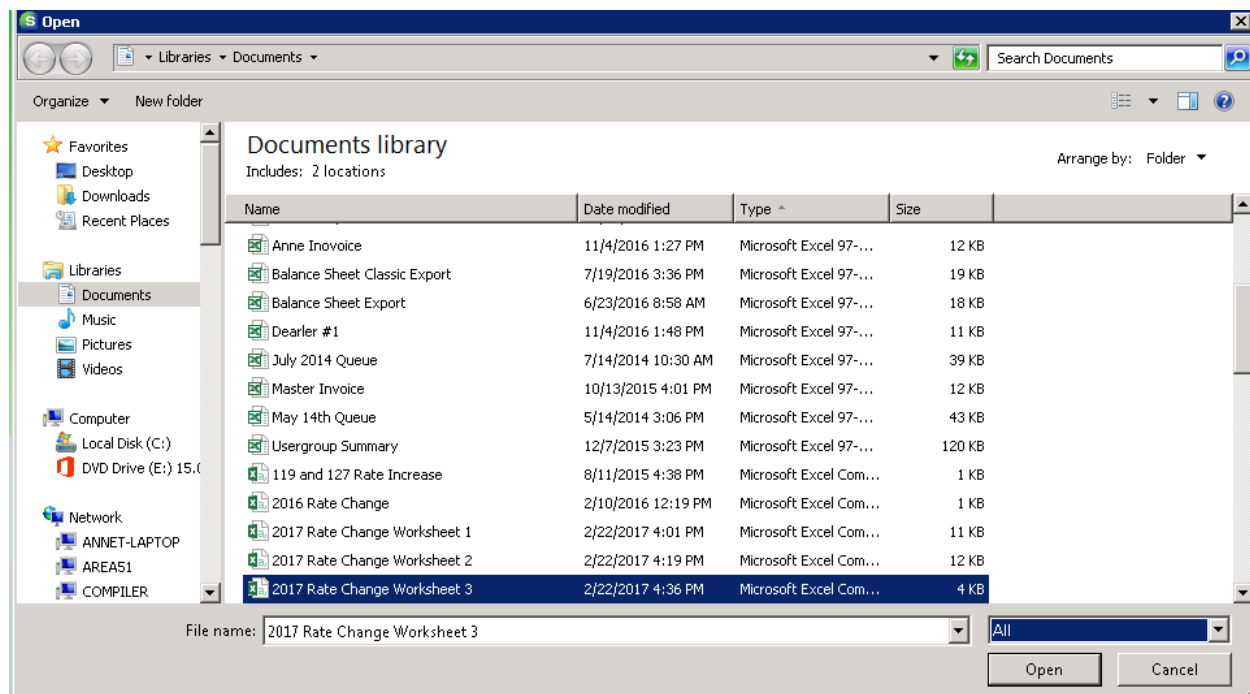 S Open
Libraries Documents Search Documents
Organize New folder
Favorites
Desktop
Downloads
Recent Places
Libraries
Documents
Music
Pictures
Videos
Computer
Local Disk (C:)
DVD Drive (E:) 15.0
Network
ANNET-LAPTOP
AREA51
COMPILER
Documents library
Includes: 2 locations
Arrange by: Folder
Name Date modified Type Size
Anne Inovoice 11/4/2016 1:27 PM Microsoft Excel 97-... 12 KB
Balance Sheet Classic Export 7/19/2016 3:36 PM Microsoft Excel 97-... 19 KB
Balance Sheet Export 6/23/2016 8:58 AM Microsoft Excel 97-... 18 KB
Dearler #1 11/4/2016 1:48 PM Microsoft Excel 97-... 11 KB
July 2014 Queue 7/14/2014 10:30 AM Microsoft Excel 97-... 39 KB
Master Invoice 10/13/2015 4:01 PM Microsoft Excel 97-... 12 KB
May 14th Queue 5/14/2014 3:06 PM Microsoft Excel 97-... 43 KB
Usergroup Summary 12/7/2015 3:23 PM Microsoft Excel 97-... 120 KB
119 and 127 Rate Increase 8/11/2015 4:38 PM Microsoft Excel Com... 1 KB
2016 Rate Change 2/10/2016 12:19 PM Microsoft Excel Com... 1 KB
2017 Rate Change Worksheet 1 2/22/2017 4:01 PM Microsoft Excel Com... 11 KB
2017 Rate Change Worksheet 2 2/22/2017 4:19 PM Microsoft Excel Com... 12 KB
2017 Rate Change Worksheet 3 2/22/2017 4:36 PM Microsoft Excel Com... 4 KB
File name: 2017 Rate Change Worksheet 3 All
Open Cancel